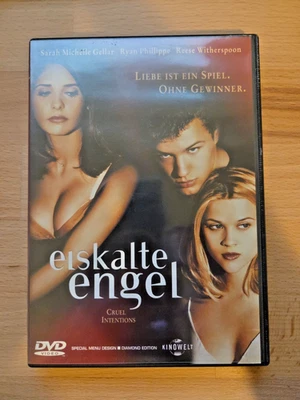 Sarah Michelle Gellar Ryan Phillippe Reese Witherspoon
LIEBE IST EIN SPIEL.
OHNE GEWINNER.
eiskalte
engel
CRUEL
INTENTIONS
DVD
VIDEO
SPECIAL MENU DESIGN DIAMOND EDITION
KINOWELT